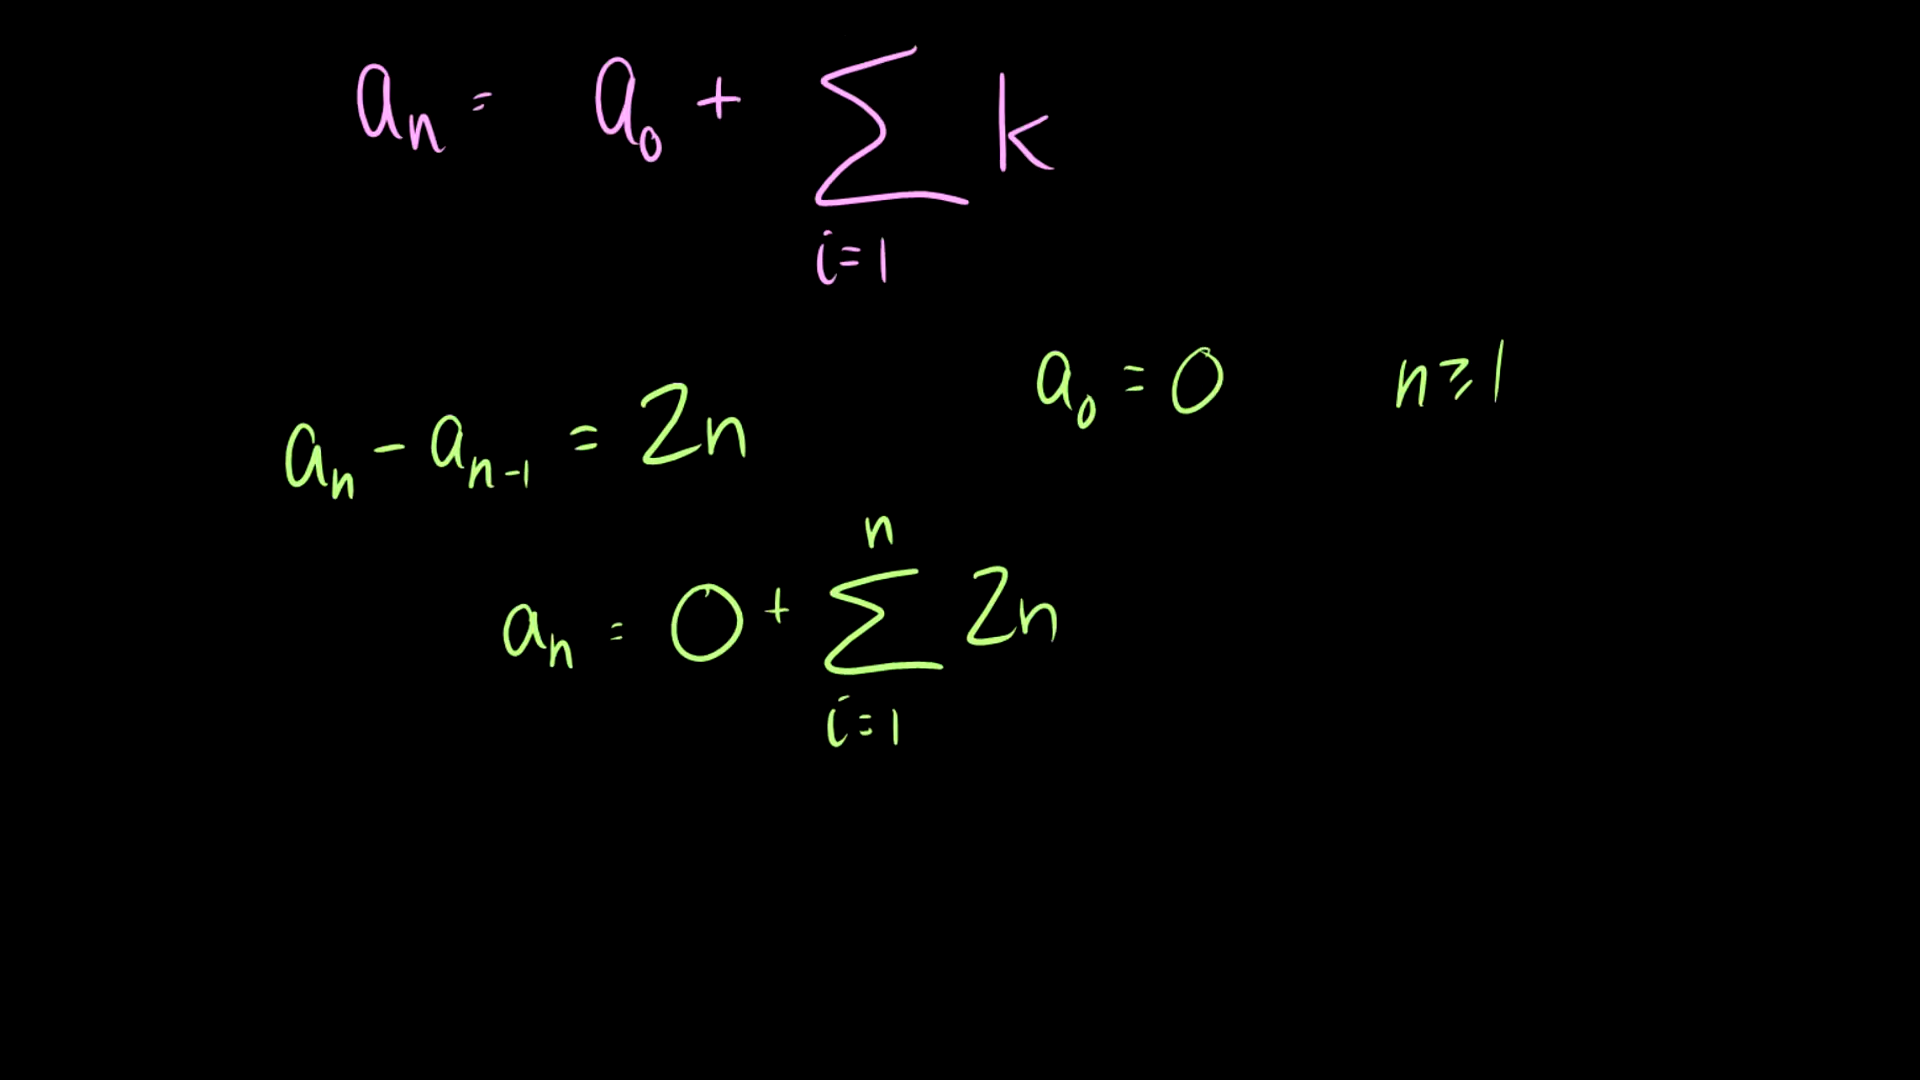 aₙ = a₀ + ∑ k
i=1
a₀ = 0 n ≥ 1
aₙ - aₙ₋₁ = 2n
n
aₙ = 0 + ∑ 2n
i=1